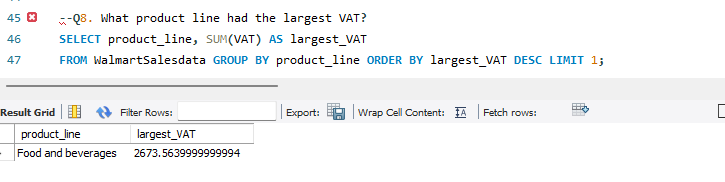 45 --Q8. What product line had the largest VAT?
46 SELECT product_line, SUM(VAT) AS largest_VAT
47 FROM WalmartSalesdata GROUP BY product_line ORDER BY largest_VAT DESC LIMIT 1;
Result Grid Filter Rows: Export: Wrap Cell Content: IA Fetch rows:
product_line largest_VAT
Food and beverages 2673.5639999999994